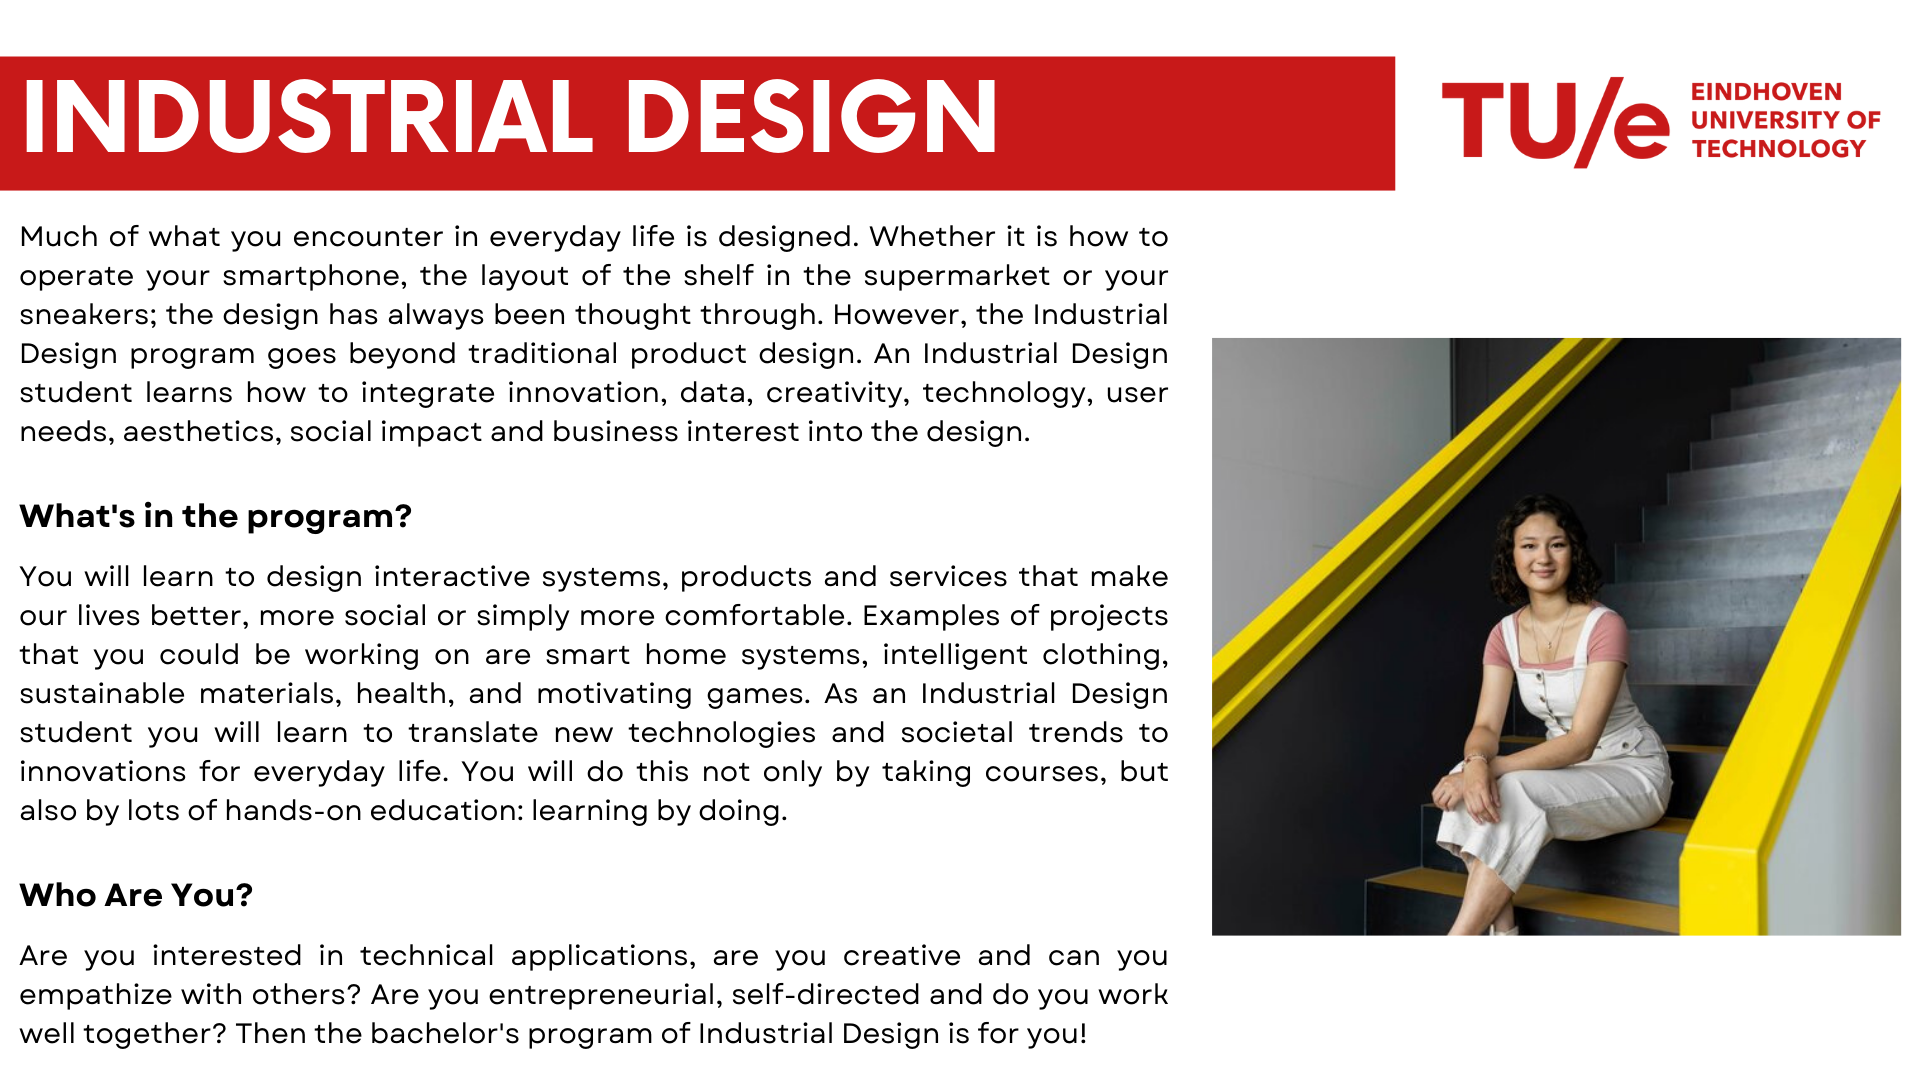 INDUSTRIAL DESIGN
TU/e
EINDHOVEN
UNIVERSITY OF
TECHNOLOGY
Much of what you encounter in everyday life is designed. Whether it is how to
operate your smartphone, the layout of the shelf in the supermarket or your
sneakers; the design has always been thought through. However, the Industrial
Design program goes beyond traditional product design. An Industrial Design
student learns how to integrate innovation, data, creativity, technology, user
needs, aesthetics, social impact and business interest into the design.
What's in the program?
You will learn to design interactive systems, products and services that make
our lives better, more social or simply more comfortable. Examples of projects
that you could be working on are smart home systems, intelligent clothing,
sustainable materials, health, and motivating games. As an Industrial Design
student you will learn to translate new technologies and societal trends to
innovations for everyday life. You will do this not only by taking courses, but
also by lots of hands-on education: learning by doing.
Who Are You?
Are you interested in technical applications, are you creative and can you
empathize with others? Are you entrepreneurial, self-directed and do you work
well together? Then the bachelor's program of Industrial Design is for you!